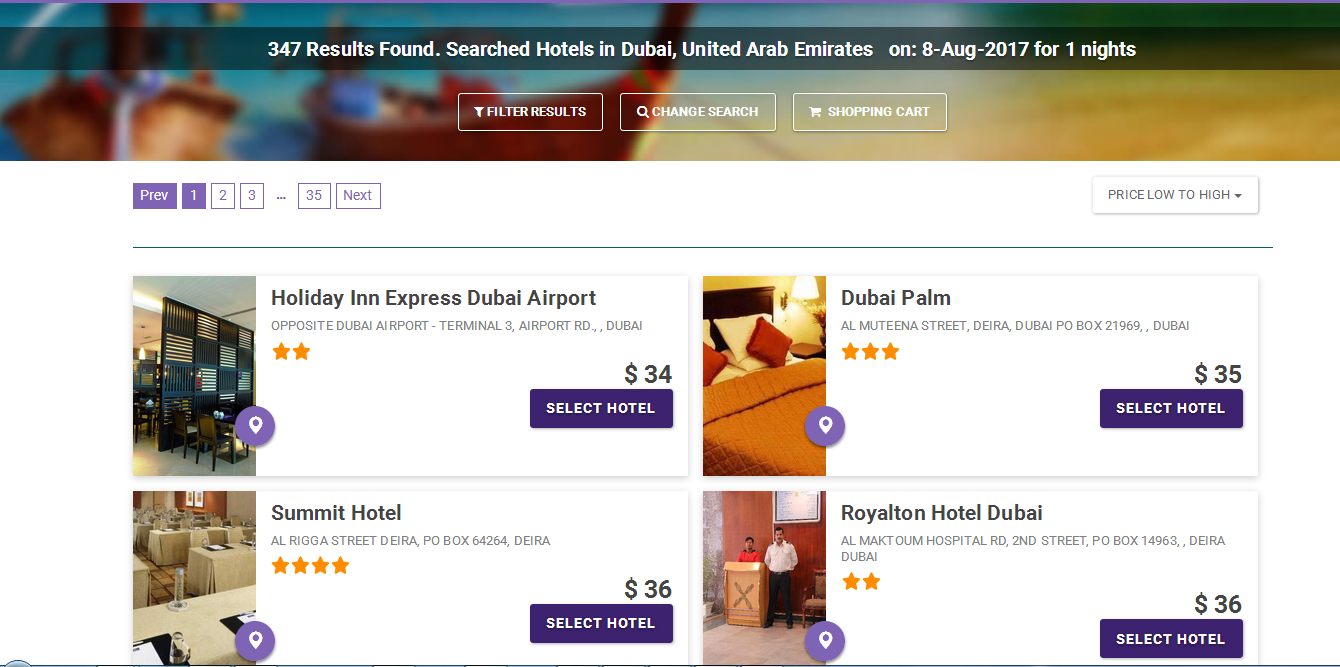 347 Results Found. Searched Hotels in Dubai, United Arab Emirates on: 8-Aug-2017 for 1 nights
FILTER RESULTS
CHANGE SEARCH
SHOPPING CART
Prev 1 2 3 ... 35 Next
PRICE LOW TO HIGH
Holiday Inn Express Dubai Airport
OPPOSITE DUBAI AIRPORT - TERMINAL 3, AIRPORT RD., , DUBAI
$ 34
SELECT HOTEL
Dubai Palm
AL MUTEENA STREET, DEIRA, DUBAI PO BOX 21969, , DUBAI
$ 35
SELECT HOTEL
Summit Hotel
AL RIGGA STREET DEIRA, PO BOX 64264, DEIRA
$ 36
SELECT HOTEL
Royalton Hotel Dubai
AL MAKTOUM HOSPITAL RD, 2ND STREET, PO BOX 14963, , DEIRA
DUBAI
$ 36
SELECT HOTEL